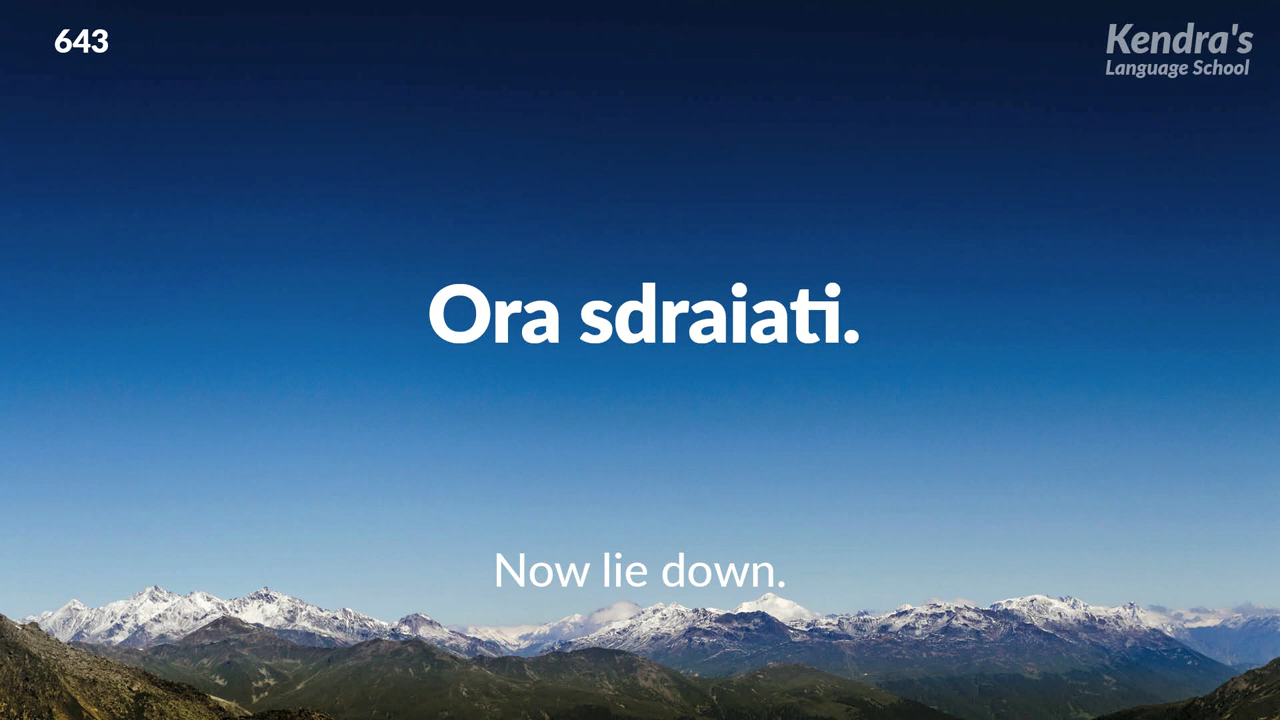 643
Kendra's
Language School
Ora sdraiati.
Now lie down.